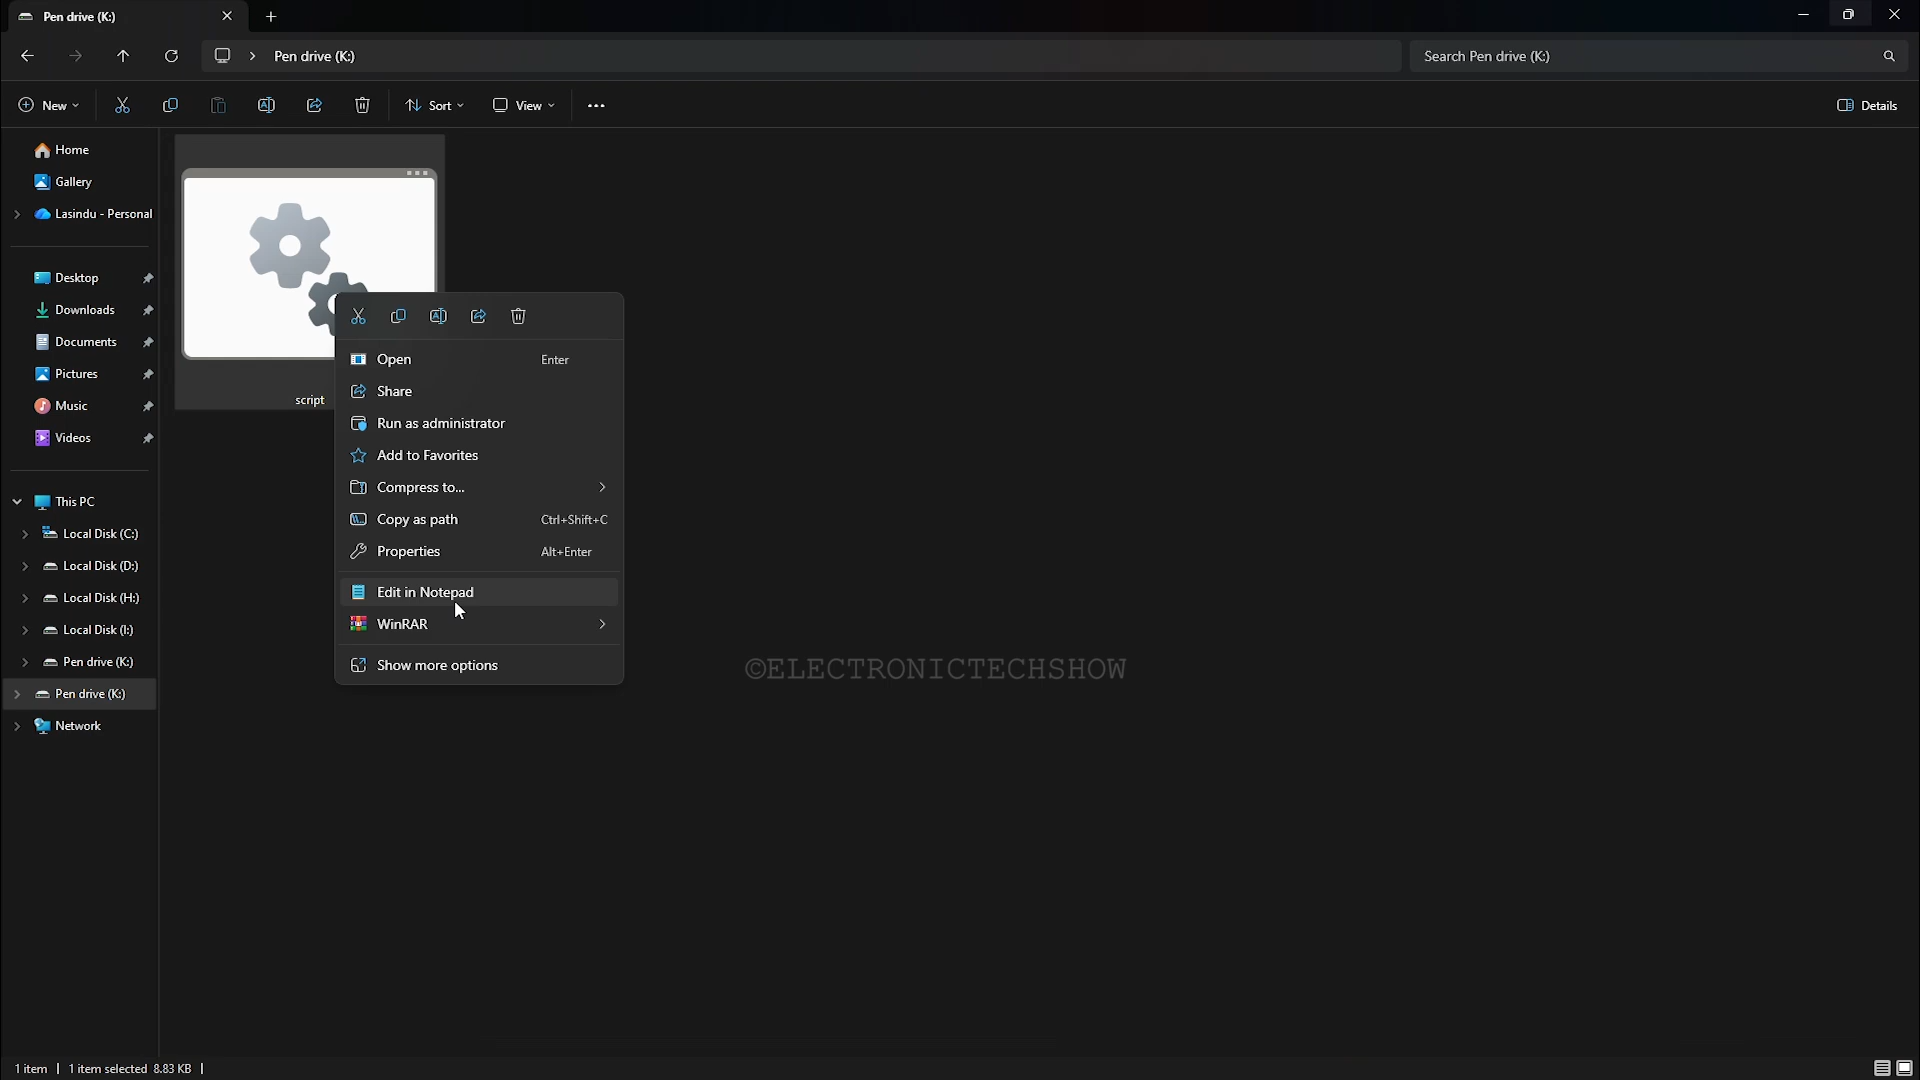 Pen drive (K:)
Pen drive (K:)
Search Pen drive (K:)
New
Sort
View
Details
Home
Gallery
Lasindu - Personal
Desktop
Downloads
Documents
Pictures
Music
Videos
This PC
Local Disk (C:)
Local Disk (D:)
Local Disk (H:)
Local Disk (I:)
Pen drive (K:)
Pen drive (K:)
Network
script
Open Enter
Share
Run as administrator
Add to Favorites
Compress to...
Copy as path Ctrl+Shift+C
Properties Alt+Enter
Edit in Notepad
WinRAR
Show more options
©ELECTRONICTECHSHOW
1 item 1 item selected 8.83 KB